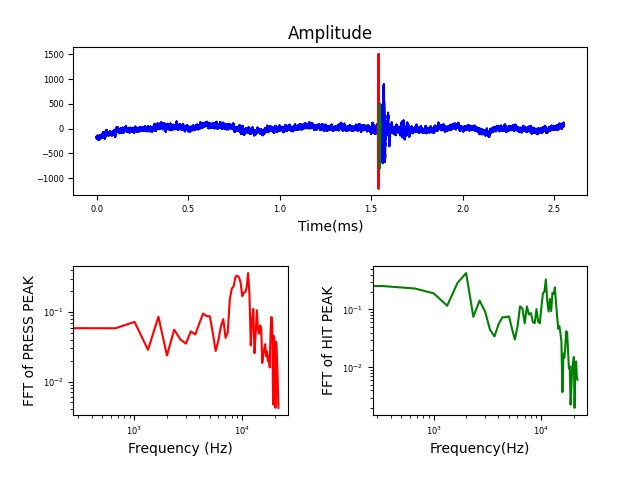 Amplitude
1500
1000
500
0
−500
−1000
0.0 0.5 1.0 1.5 2.0 2.5
Time(ms)
FFT of PRESS PEAK
10⁻¹
10⁻²
10³ 10⁴
Frequency (Hz)
FFT of HIT PEAK
10⁻¹
10⁻²
10³ 10⁴
Frequency(Hz)